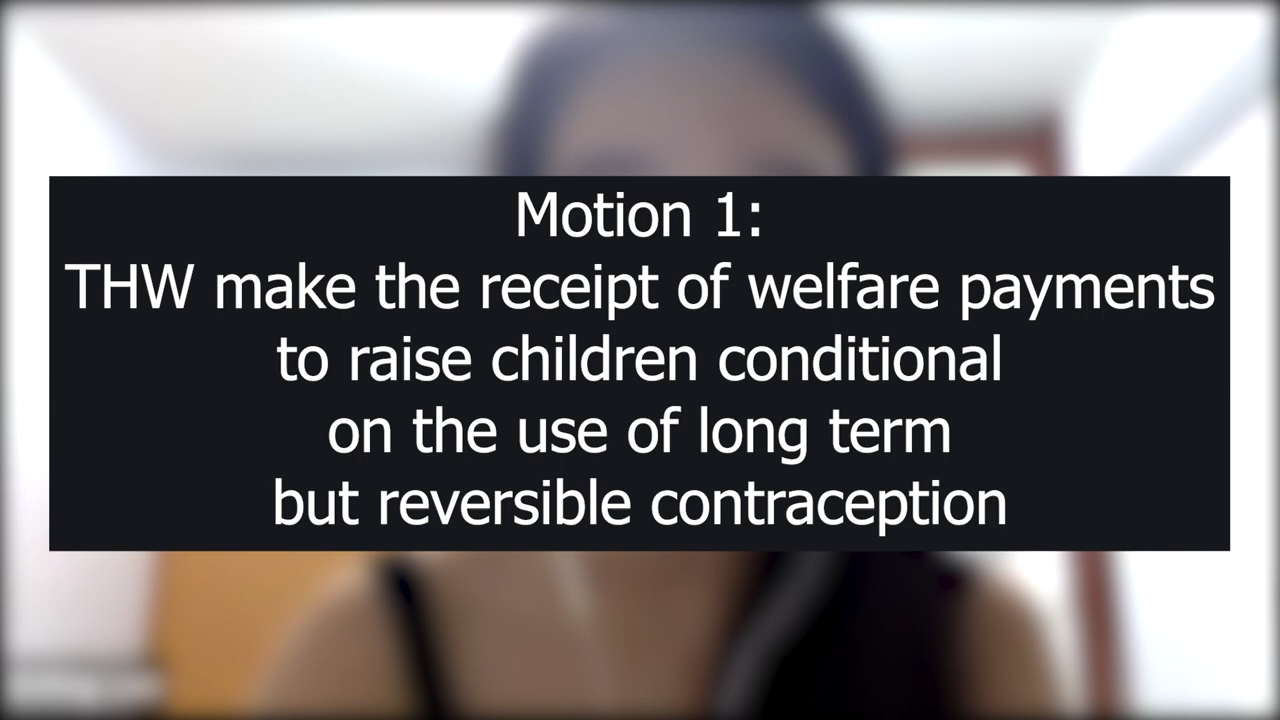 Motion 1:
THW make the receipt of welfare payments
to raise children conditional
on the use of long term
but reversible contraception